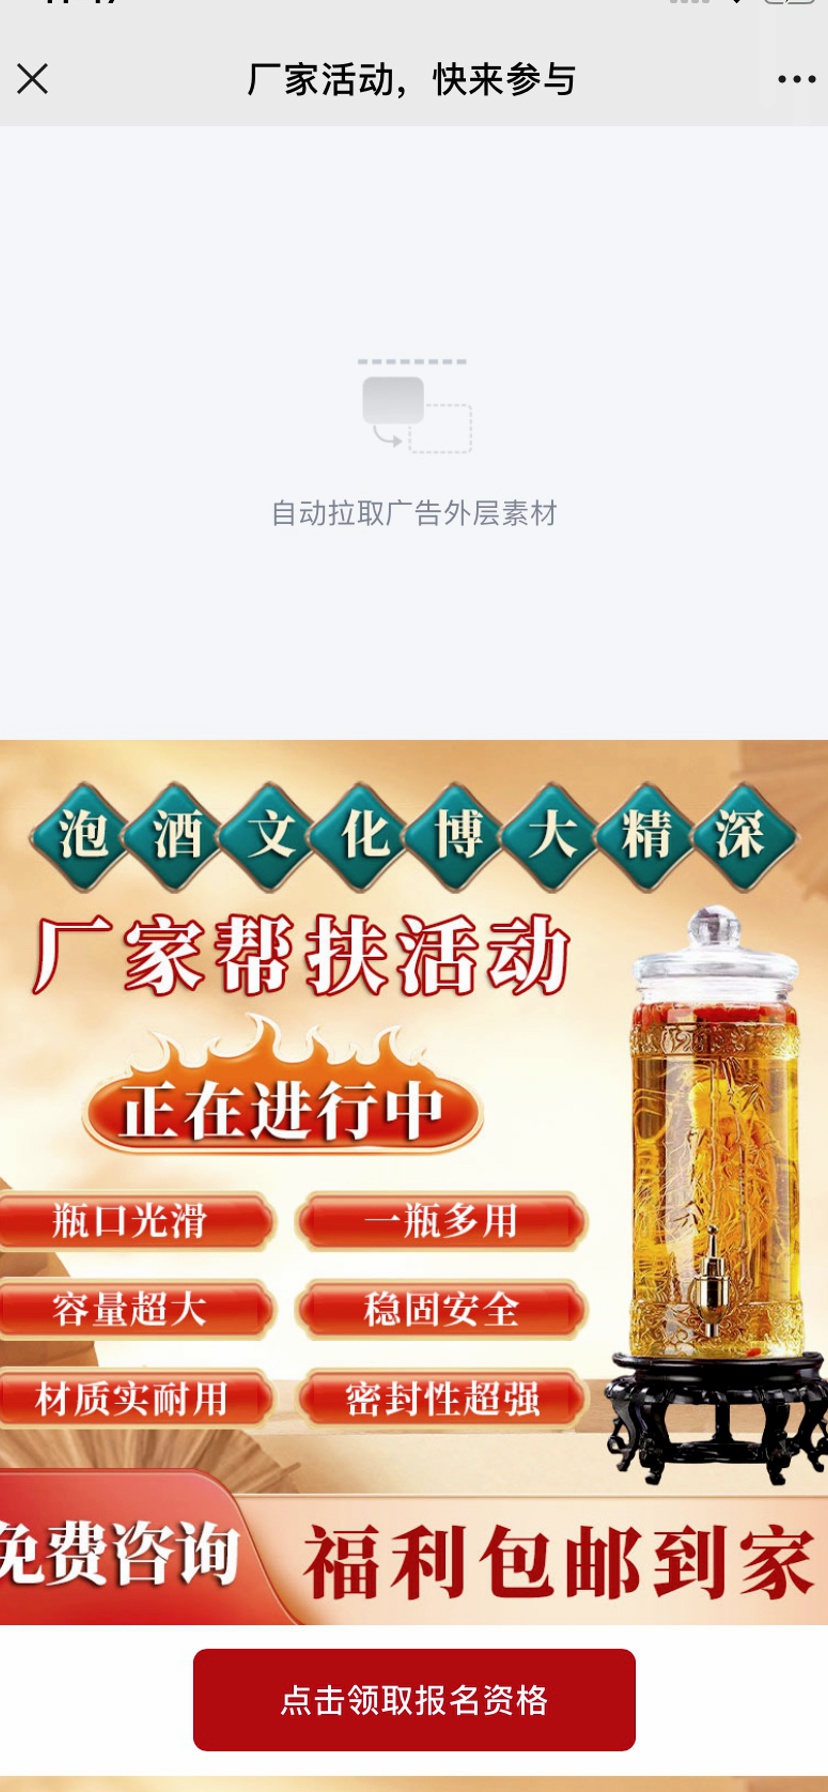 厂家活动，快来参与
自动拉取广告外层素材
泡酒文化博大精深
厂家帮扶活动
正在进行中
瓶口光滑 一瓶多用
容量超大 稳固安全
材质实耐用 密封性超强
免费咨询 福利包邮到家
点击领取报名资格